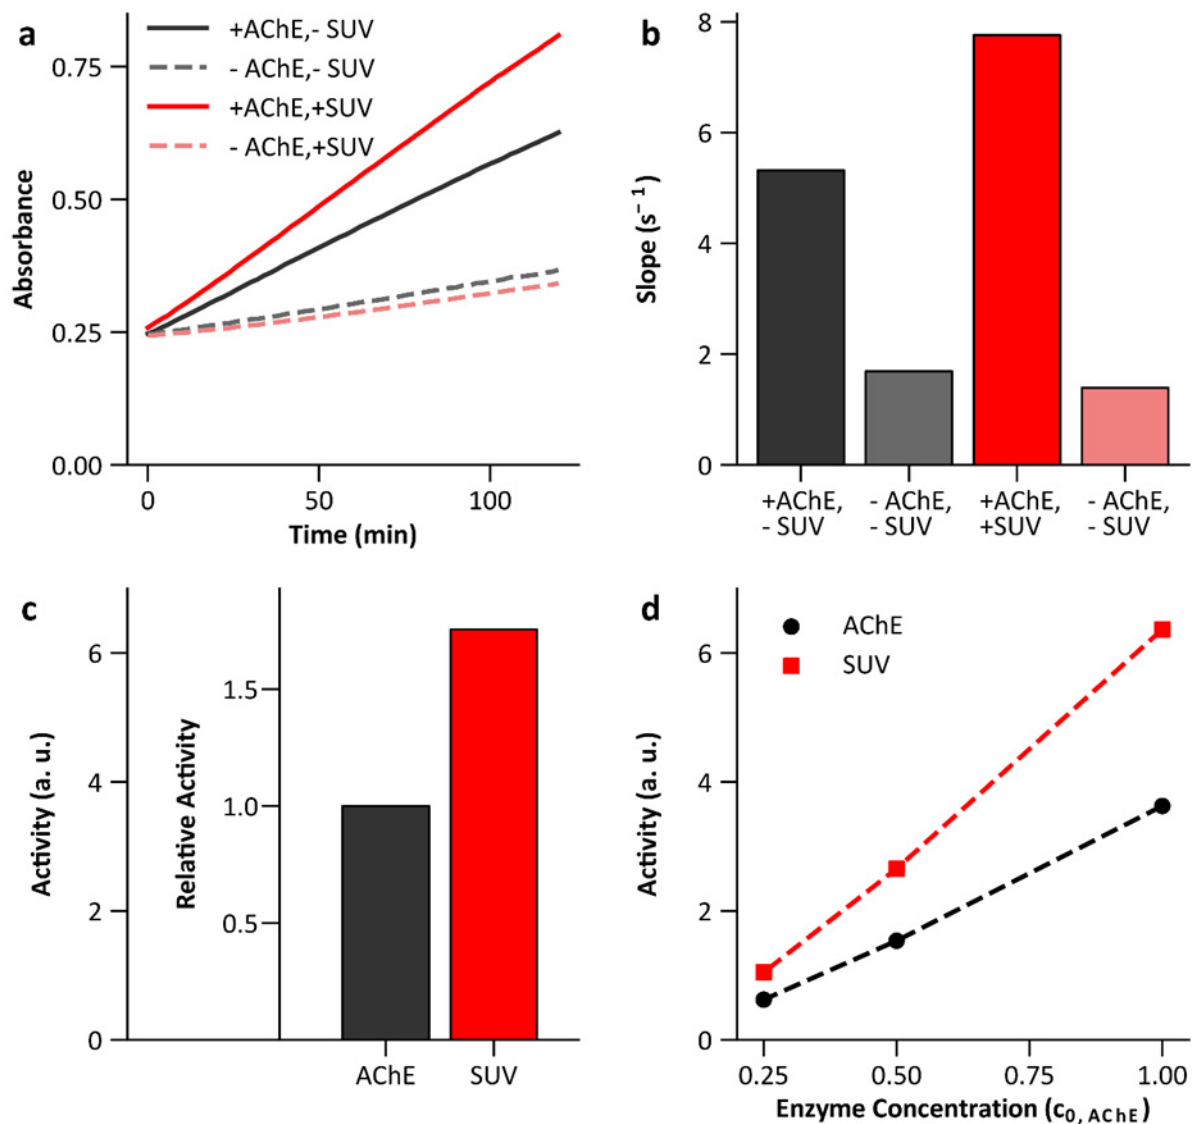 a
+AChE,- SUV
- AChE,- SUV
+AChE,+SUV
- AChE,+SUV
0.75
0.50
0.25
0.00
Absorbance
0 50 100
Time (min)
b
8
6
4
2
0
Slope (s⁻¹)
+AChE, - AChE, +AChE, - AChE,
- SUV - SUV +SUV - SUV
c
6
4
2
0
Activity (a. u.)
1.5
1.0
0.5
Relative Activity
AChE SUV
d
AChE
SUV
6
4
2
0
Activity (a. u.)
0.25 0.50 0.75 1.00
Enzyme Concentration (c₀, AChE)